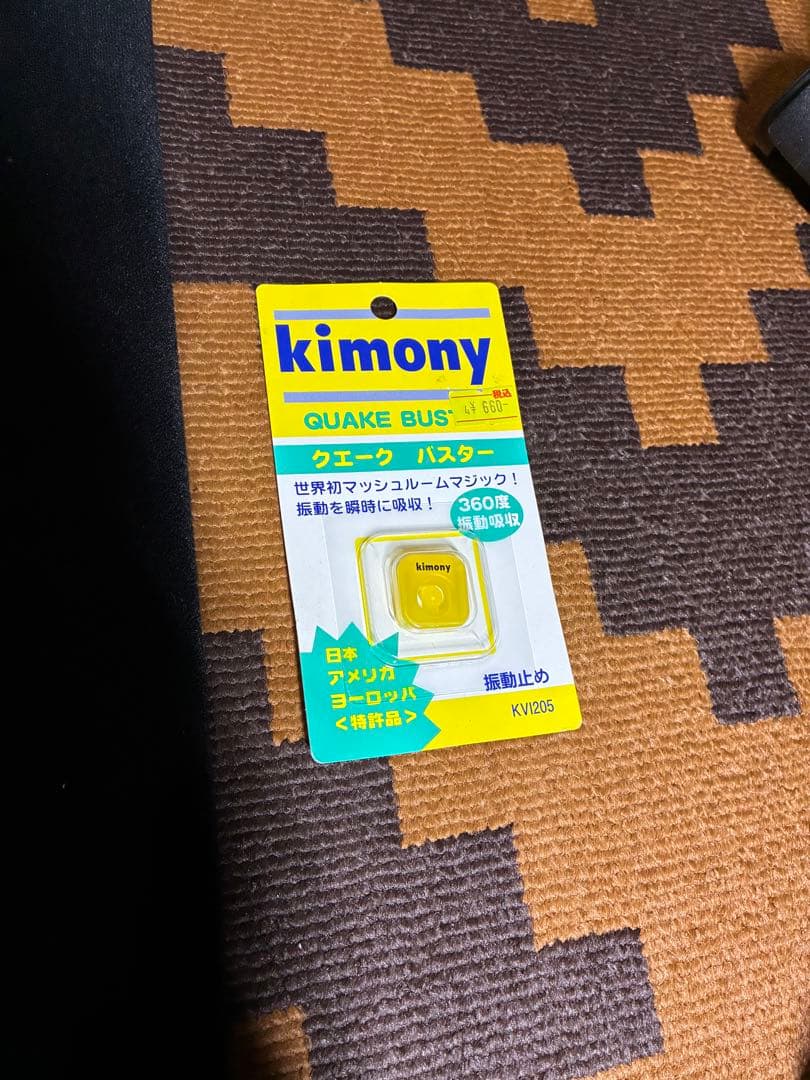 kimony
QUAKE BUS
税込
¥ 660-
クエーク バスター
世界初マッシュルームマジック!
振動を瞬時に吸収!
360度
振動吸収
kimony
日本
アメリカ
ヨーロッパ
<特許品>
振動止め
KVI205